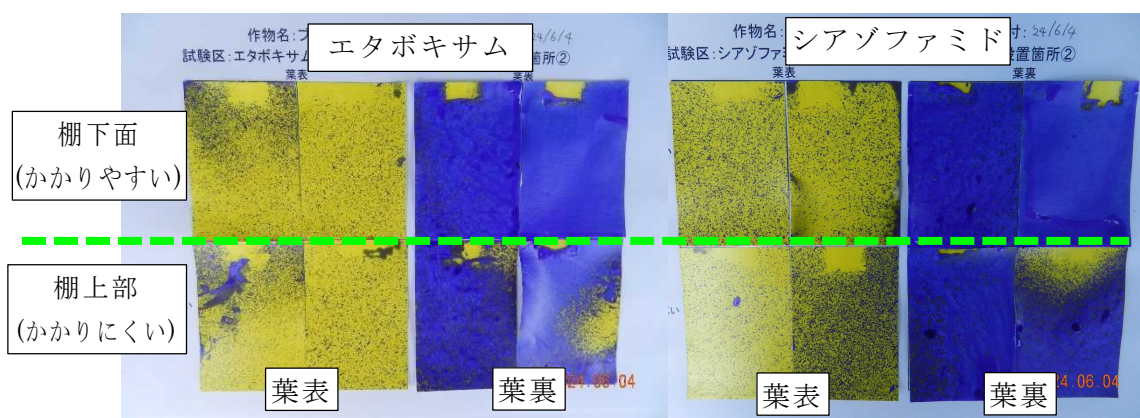 作物名:ブ
24/6/4
試験区:エタボキサム
箇所②
葉表
葉裏
エタボキサム
作物名:
付: 24/6/4
試験区:シアゾファミ
設置箇所②
葉表
葉裏
シアゾファミド
棚下面
(かかりやすい)
棚上部
(かかりにくい)
葉表
葉裏
24.06.04
葉表
葉裏
24.06.04